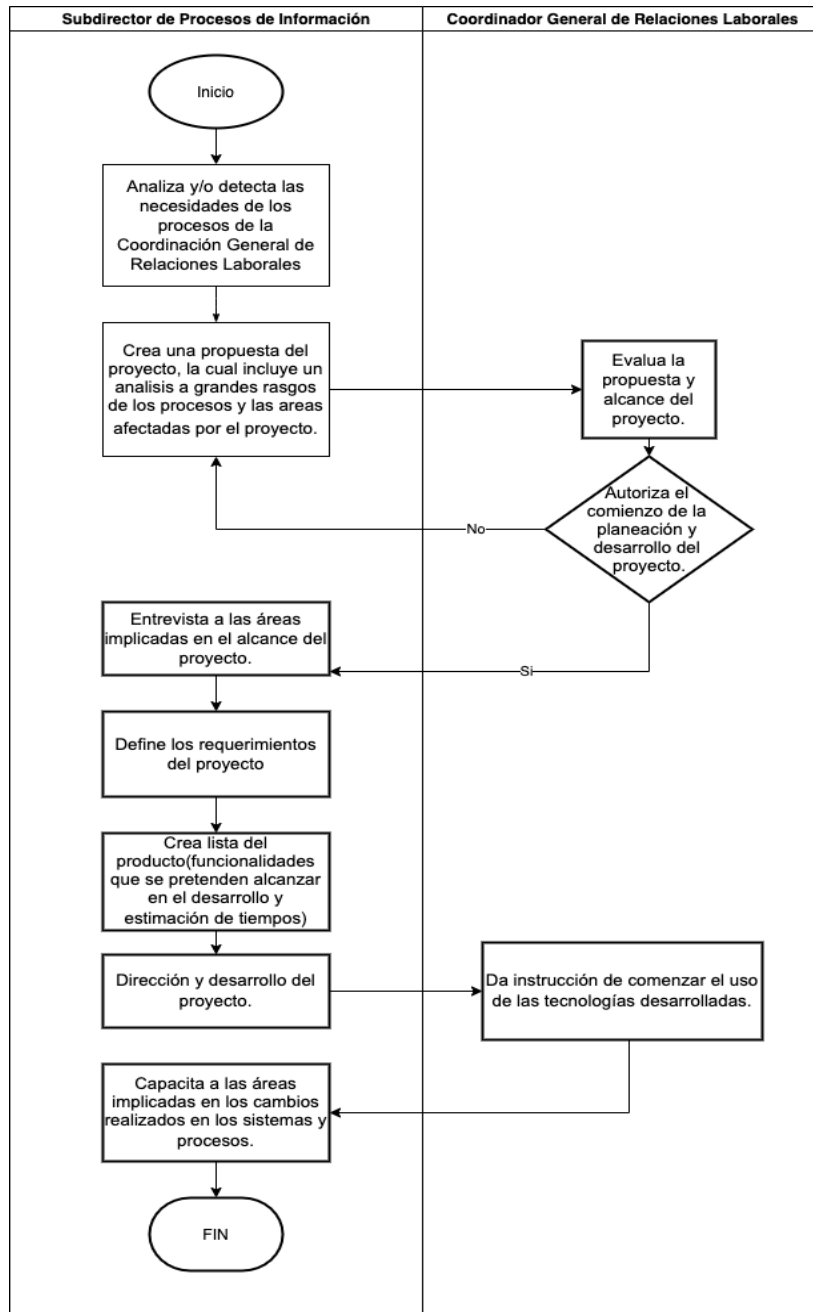 Subdirector de Procesos de Información
Coordinador General de Relaciones Laborales
Inicio
Analiza y/o detecta las
necesidades de los
procesos de la
Coordinación General de
Relaciones Laborales
Crea una propuesta del
proyecto, la cual incluye un
analisis a grandes rasgos
de los procesos y las areas
afectadas por el proyecto.
Evalua la
propuesta y
alcance del
proyecto.
Autoriza el
comienzo de la
planeación y
desarrollo del
proyecto.
No
Si
Entrevista a las áreas
implicadas en el alcance del
proyecto.
Define los requerimientos
del proyecto
Crea lista del
producto(funcionalidades
que se pretenden alcanzar
en el desarrollo y
estimación de tiempos)
Dirección y desarrollo del
proyecto.
Da instrucción de comenzar el uso
de las tecnologías desarrolladas.
Capacita a las áreas
implicadas en los cambios
realizados en los sistemas y
procesos.
FIN